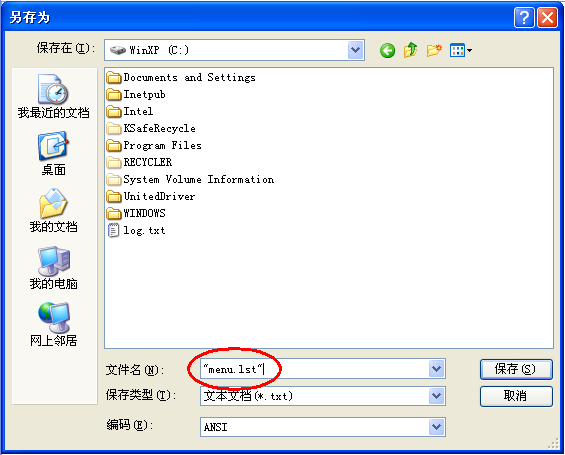 另存为
保存在(I):
WinXP (C:)
我最近的文档
桌面
我的文档
我的电脑
网上邻居
Documents and Settings
Inetpub
Intel
KSafeRecycle
Program Files
RECYCLER
System Volume Information
UnitedDriver
WINDOWS
log.txt
文件名(N):
"menu.lst"
保存(S)
保存类型(T):
文本文档(*.txt)
取消
编码(E):
ANSI